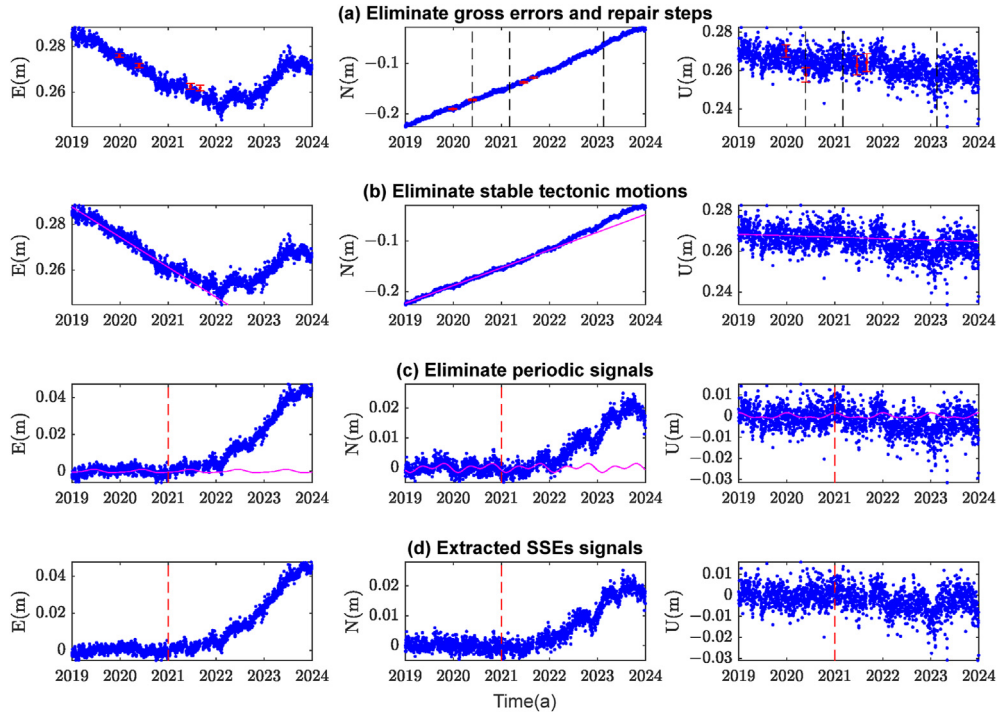 (a) Eliminate gross errors and repair steps
E(m)
0.28
0.26
2019 2020 2021 2022 2023 2024
N(m)
−0.1
−0.2
2019 2020 2021 2022 2023 2024
U(m)
0.28
0.26
0.24
2019 2020 2021 2022 2023 2024
(b) Eliminate stable tectonic motions
E(m)
0.28
0.26
2019 2020 2021 2022 2023 2024
N(m)
−0.1
−0.2
2019 2020 2021 2022 2023 2024
U(m)
0.28
0.26
0.24
2019 2020 2021 2022 2023 2024
(c) Eliminate periodic signals
E(m)
0.04
0.02
0
2019 2020 2021 2022 2023 2024
N(m)
0.02
0.01
0
2019 2020 2021 2022 2023 2024
U(m)
0.01
0
−0.01
−0.02
−0.03
2019 2020 2021 2022 2023 2024
(d) Extracted SSEs signals
E(m)
0.04
0.02
0
2019 2020 2021 2022 2023 2024
N(m)
0.02
0.01
0
2019 2020 2021 2022 2023 2024
U(m)
0.01
0
−0.01
−0.02
−0.03
2019 2020 2021 2022 2023 2024
Time(a)